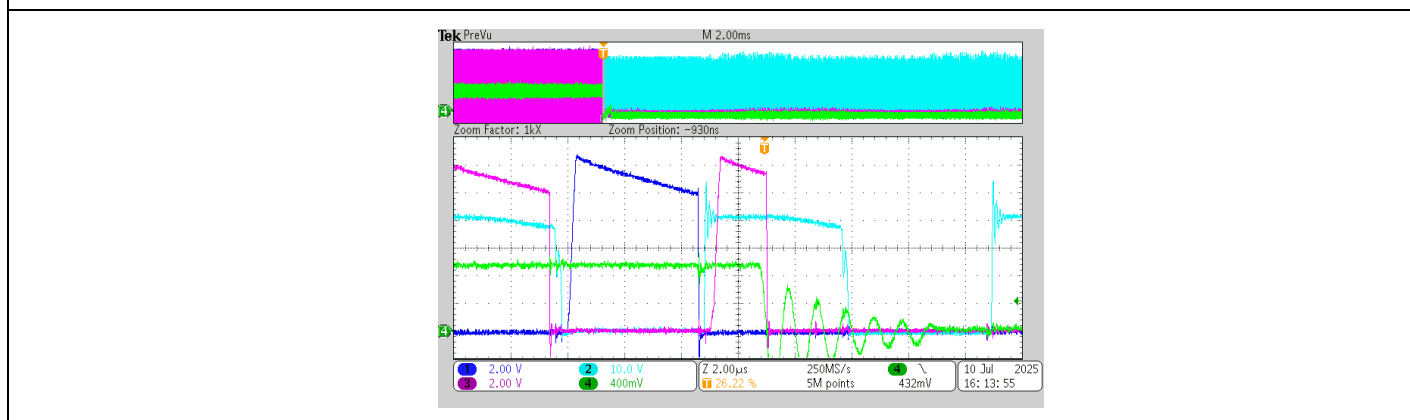 Tek PreVu M 2.00ms
T
4
Zoom Factor: 1kX Zoom Position: -930ns
T
4
1 2.00 V 2 10.0 V Z 2.00µs 250MS/s 4 \ 10 Jul 2025
3 2.00 V 4 400mV T 26.22 % 5M points 432mV 16: 13: 55